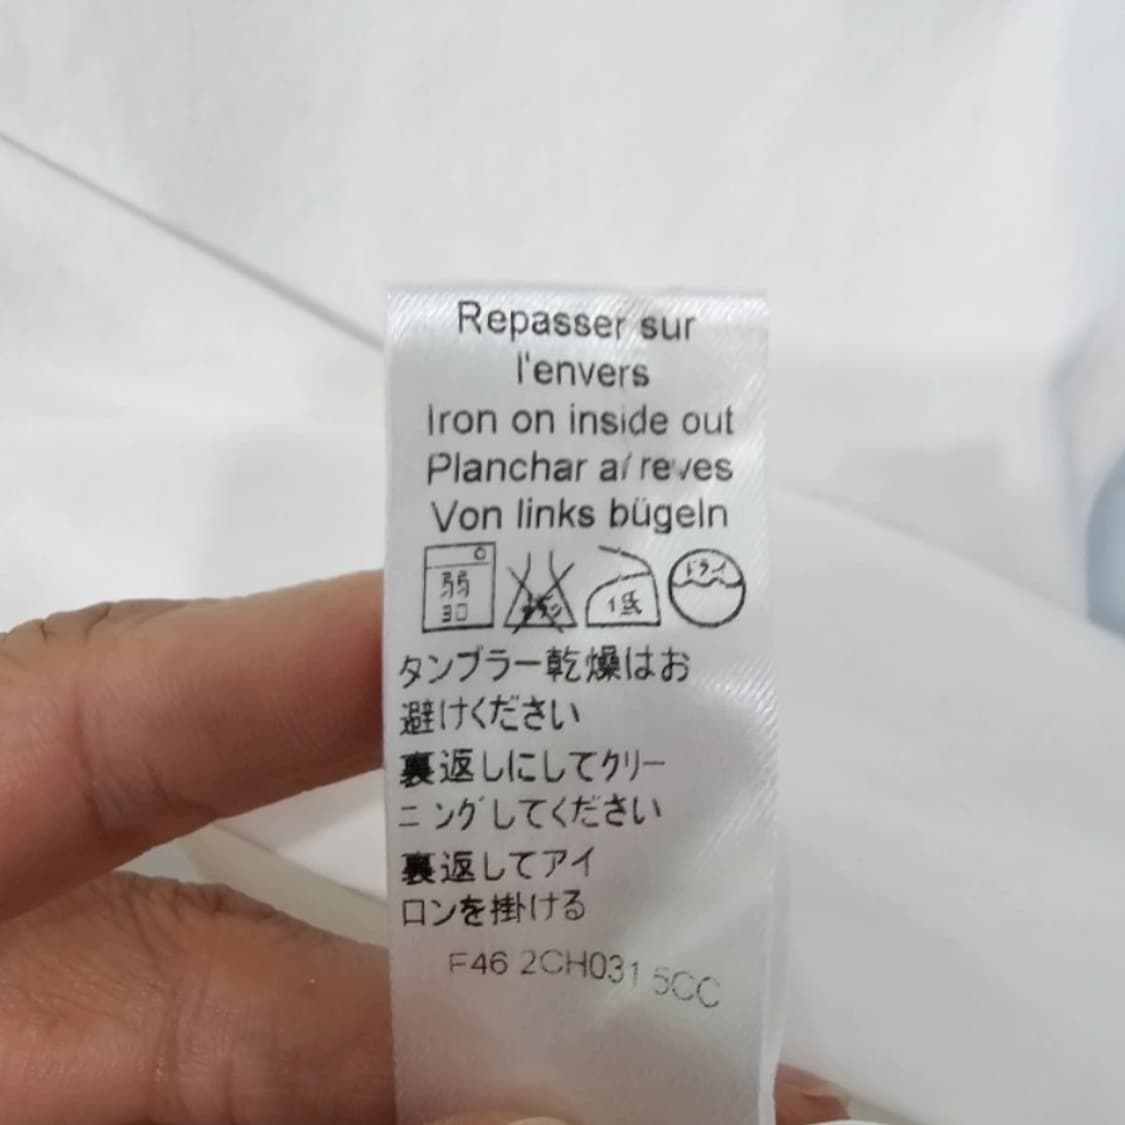 Repasser sur
l'envers
Iron on inside out
Planchar al reves
Von links bügeln
弱
30
低
ドライ
タンブラー乾燥はお
避けください
裏返しにしてクリー
ニングしてください
裏返してアイ
ロンを掛ける
F46 2CH031 5CC